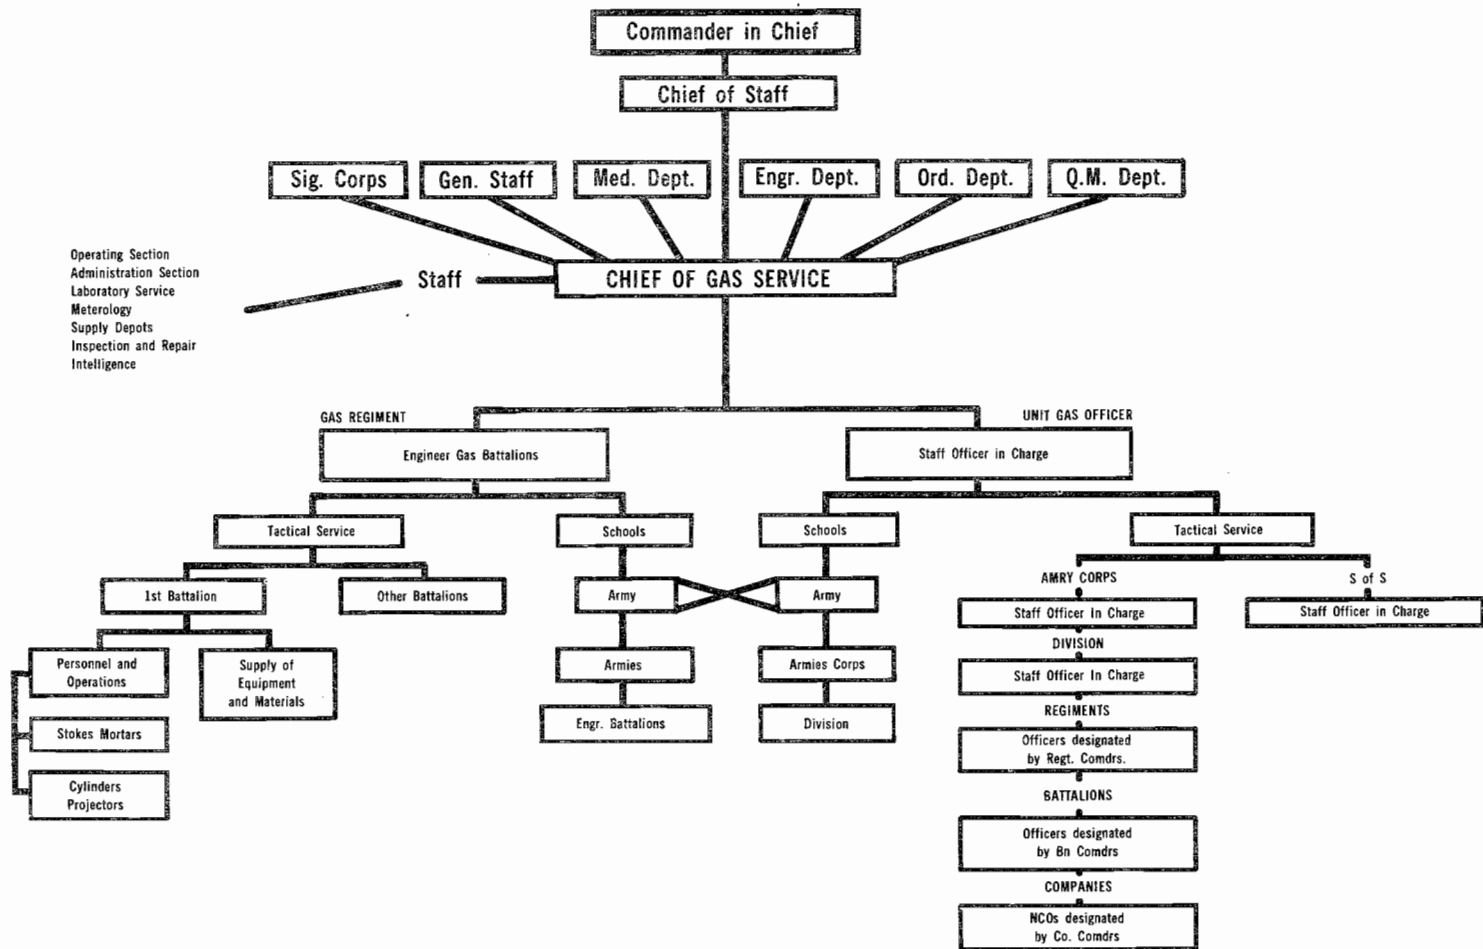 Commander in Chief
Chief of Staff
Sig. Corps
Gen. Staff
Med. Dept.
Engr. Dept.
Ord. Dept.
Q.M. Dept.
Operating Section
Administration Section
Laboratory Service
Meterology
Supply Depots
Inspection and Repair
Intelligence
Staff
CHIEF OF GAS SERVICE
GAS REGIMENT
Engineer Gas Battalions
UNIT GAS OFFICER
Staff Officer in Charge
Tactical Service
Schools
Schools
Tactical Service
1st Battalion
Other Battalions
Army
Army
AMRY CORPS
Staff Officer In Charge
S of S
Staff Officer in Charge
Personnel and
Operations
Supply of
Equipment
and Materials
Armies
Armies Corps
DIVISION
Staff Officer In Charge
Stokes Mortars
Engr. Battalions
Division
REGIMENTS
Officers designated
by Regt. Comdrs.
Cylinders
Projectors
BATTALIONS
Officers designated
by Bn Comdrs
COMPANIES
NCOs designated
by Co. Comdrs